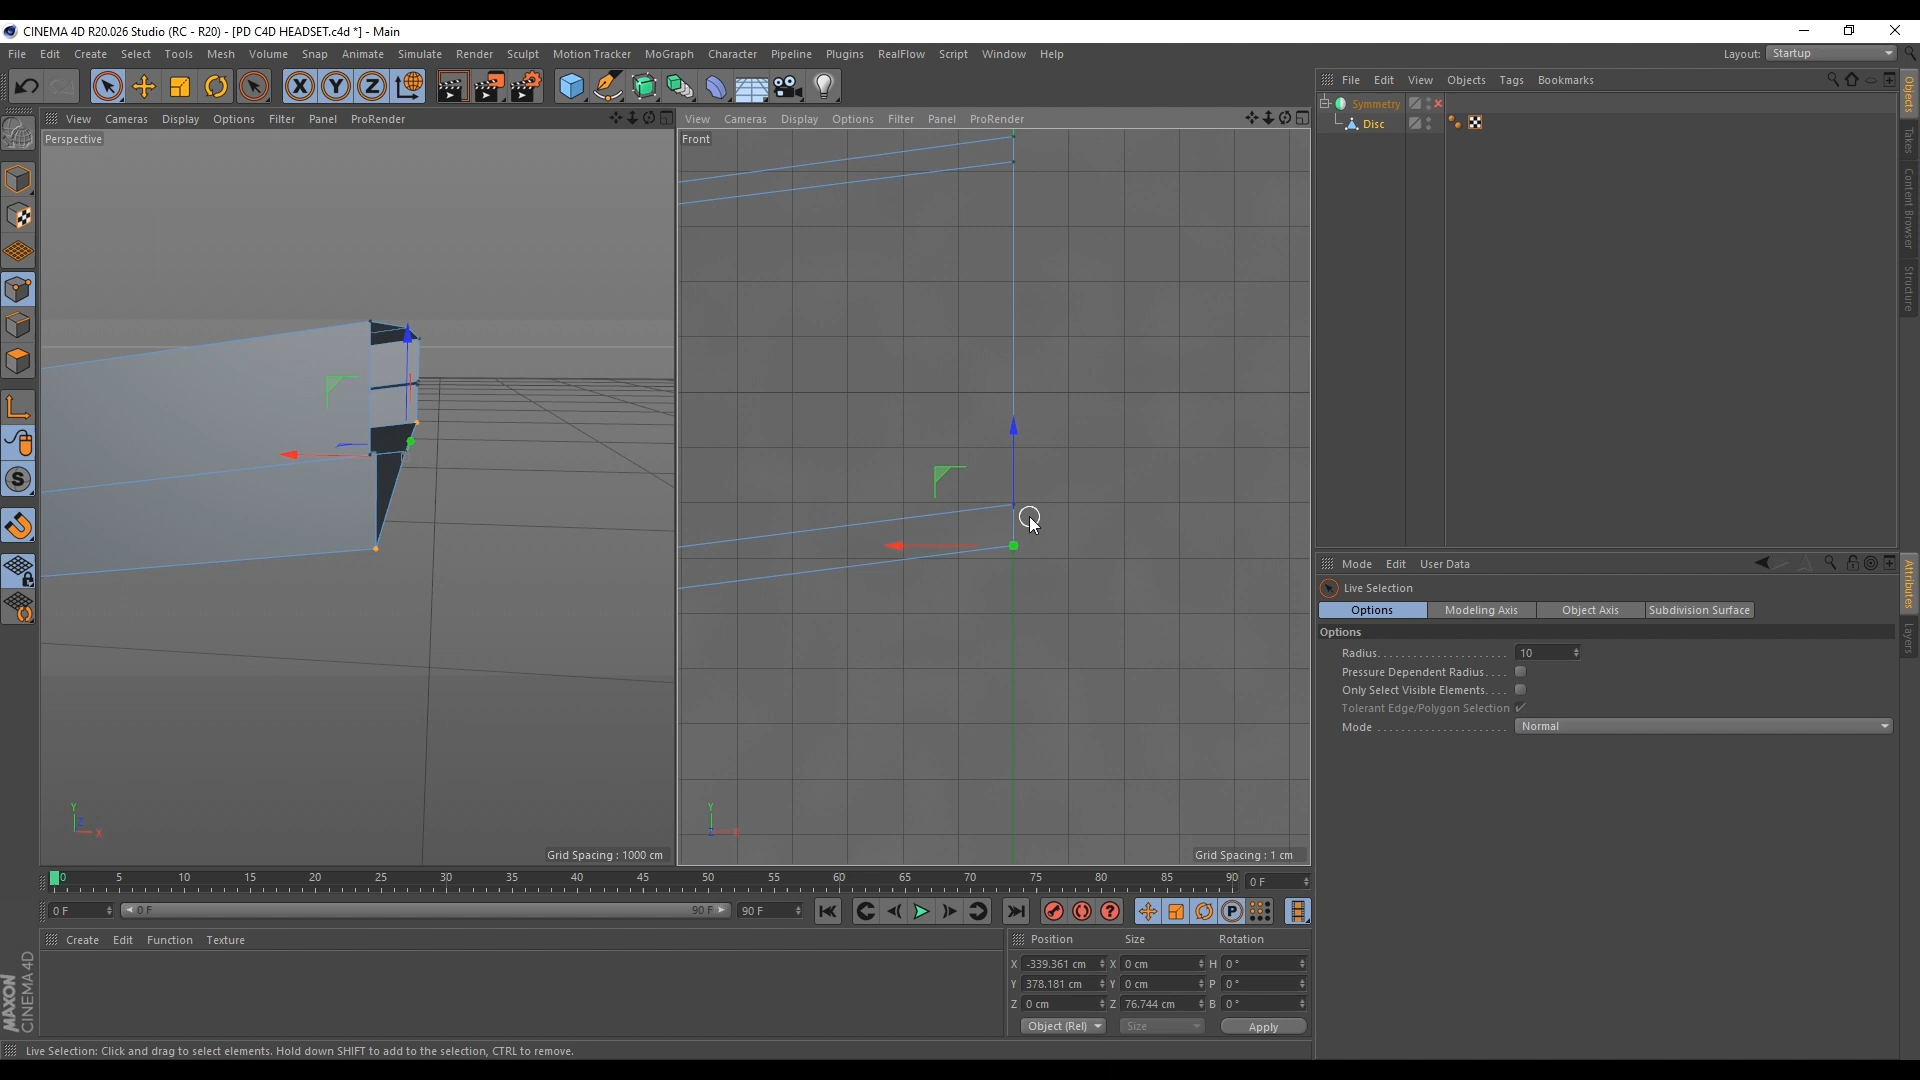 CINEMA 4D R20.026 Studio (RC - R20) - [PD C4D HEADSET.c4d *] - Main
File Edit Create Select Tools Mesh Volume Snap Animate Simulate Render Sculpt Motion Tracker MoGraph Character Pipeline Plugins RealFlow Script Window Help Layout: Startup
X Y Z
File Edit View Objects Tags Bookmarks
View Cameras Display Options Filter Panel ProRender
Perspective
View Cameras Display Options Filter Panel ProRender
Front
Symmetry
Disc
Objects
Takes
Content Browser
Structure
Mode Edit User Data
Live Selection
Options Modeling Axis Object Axis Subdivision Surface
Options
Radius 10
Pressure Dependent Radius
Only Select Visible Elements
Tolerant Edge/Polygon Selection
Mode Normal
Attributes
Layers
Y Z X
Grid Spacing : 1000 cm
Y Z
Grid Spacing : 1 cm
0 5 10 15 20 25 30 35 40 45 50 55 60 65 70 75 80 85 90 0 F
0 F 0 F 90 F 90 F
Create Edit Function Texture
Position Size Rotation
X -339.361 cm X 0 cm H 0 °
Y 378.181 cm Y 0 cm P 0 °
Z 0 cm Z 76.744 cm B 0 °
Object (Rel) Size Apply
MAXON
CINEMA 4D
Live Selection: Click and drag to select elements. Hold down SHIFT to add to the selection, CTRL to remove.